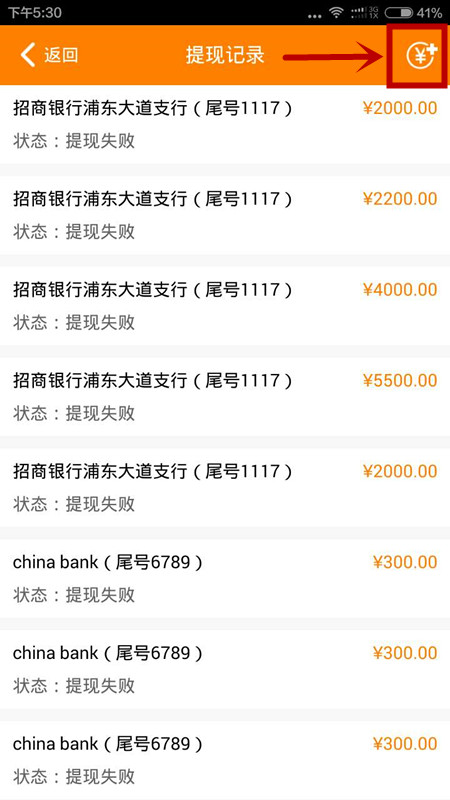 下午5:30
3G
1X
41%
返回
提现记录
¥
招商银行浦东大道支行（尾号1117）
¥2000.00
状态：提现失败
招商银行浦东大道支行（尾号1117）
¥2200.00
状态：提现失败
招商银行浦东大道支行（尾号1117）
¥4000.00
状态：提现失败
招商银行浦东大道支行（尾号1117）
¥5500.00
状态：提现失败
招商银行浦东大道支行（尾号1117）
¥2000.00
状态：提现失败
china bank（尾号6789）
¥300.00
状态：提现失败
china bank（尾号6789）
¥300.00
状态：提现失败
china bank（尾号6789）
¥300.00
状态：提现失败